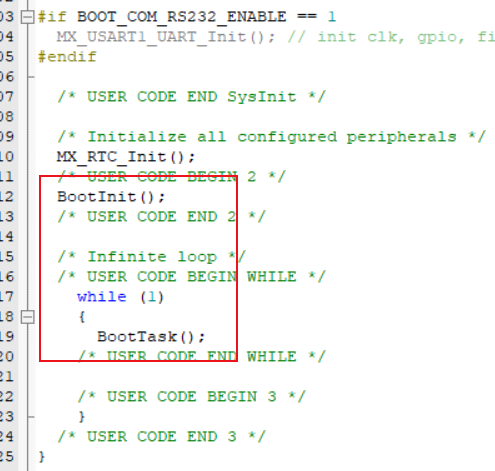 03 #if BOOT_COM_RS232_ENABLE == 1
04 MX_USART1_UART_Init(); // init clk, gpio, fi
05 #endif
06
07 /* USER CODE END SysInit */
08
09 /* Initialize all configured peripherals */
10 MX_RTC_Init();
11 /* USER CODE BEGIN 2 */
12 BootInit();
13 /* USER CODE END 2 */
14
15 /* Infinite loop */
16 /* USER CODE BEGIN WHILE */
17 while (1)
18 {
19 BootTask();
20 /* USER CODE END WHILE */
21
22 /* USER CODE BEGIN 3 */
23 }
24 /* USER CODE END 3 */
25 }